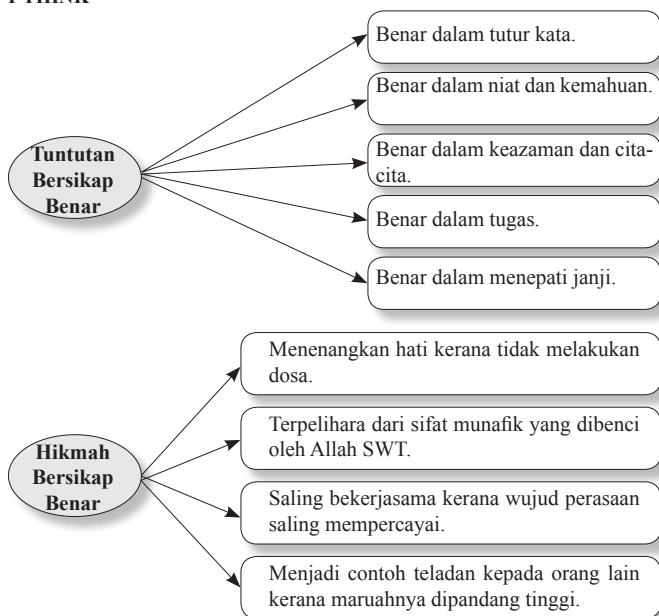 Benar dalam tutur kata.
Benar dalam niat dan kemahuan.
Tuntutan
Bersikap
Benar
Benar dalam keazaman dan cita-
cita.
Benar dalam tugas.
Benar dalam menepati janji.
Menenangkan hati kerana tidak melakukan
dosa.
Hikmah
Bersikap
Benar
Terpelihara dari sifat munafik yang dibenci
oleh Allah SWT.
Saling bekerjasama kerana wujud perasaan
saling mempercayai.
Menjadi contoh teladan kepada orang lain
kerana maruahnya dipandang tinggi.